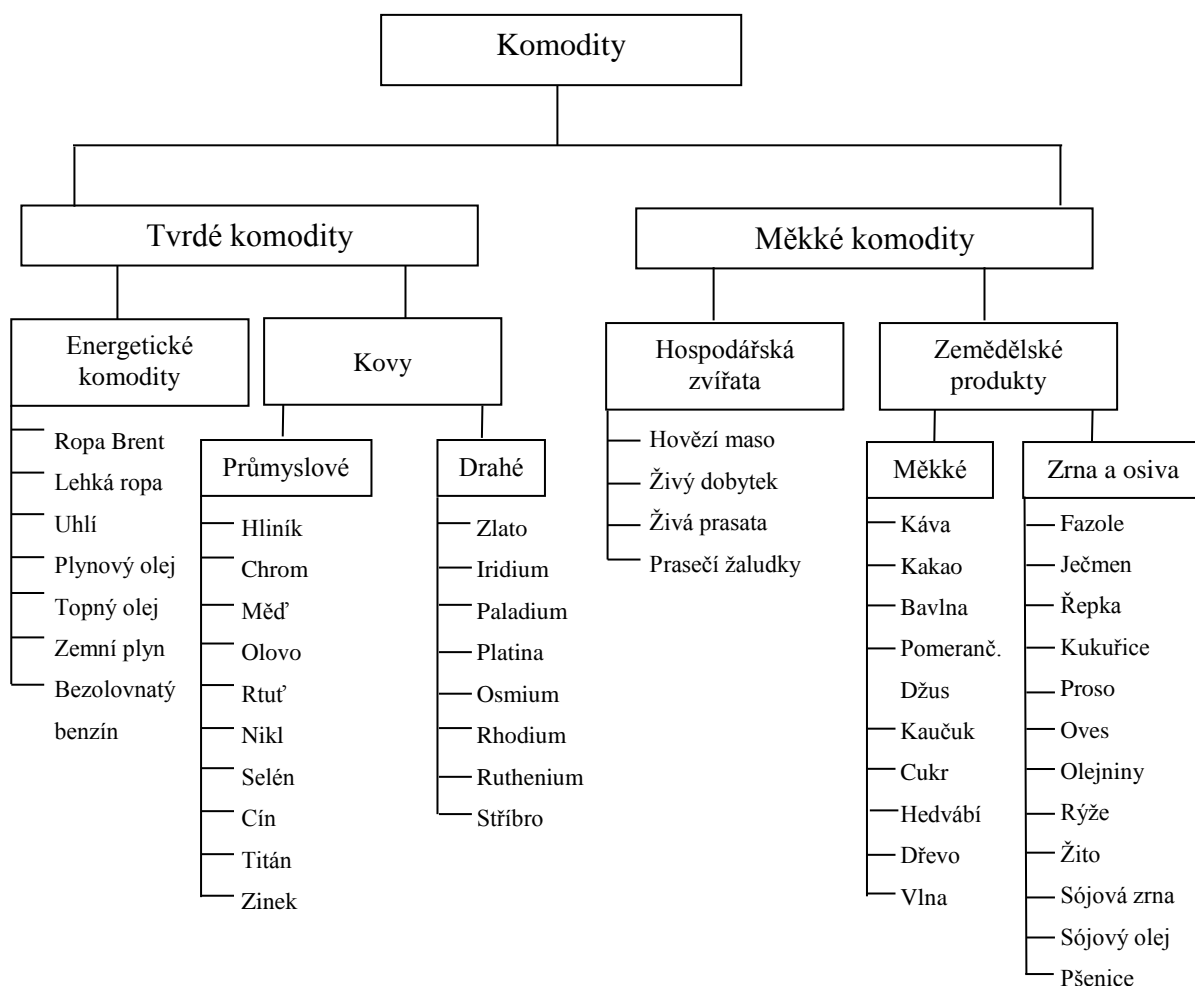 Komodity
Tvrdé komodity
Měkké komodity
Energetické
komodity
Kovy
Hospodářská
zvířata
Zemědělské
produkty
Ropa Brent
Lehká ropa
Uhlí
Plynový olej
Topný olej
Zemní plyn
Bezolovnatý
benzín
Průmyslové
Hliník
Chrom
Měď
Olovo
Rtuť
Nikl
Selén
Cín
Titán
Zinek
Drahé
Zlato
Iridium
Paladium
Platina
Osmium
Rhodium
Ruthenium
Stříbro
Hovězí maso
Živý dobytek
Živá prasata
Prasečí žaludky
Měkké
Káva
Kakao
Bavlna
Pomeranč.
Džus
Kaučuk
Cukr
Hedvábí
Dřevo
Vlna
Zrna a osiva
Fazole
Ječmen
Řepka
Kukuřice
Proso
Oves
Olejniny
Rýže
Žito
Sójová zrna
Sójový olej
Pšenice